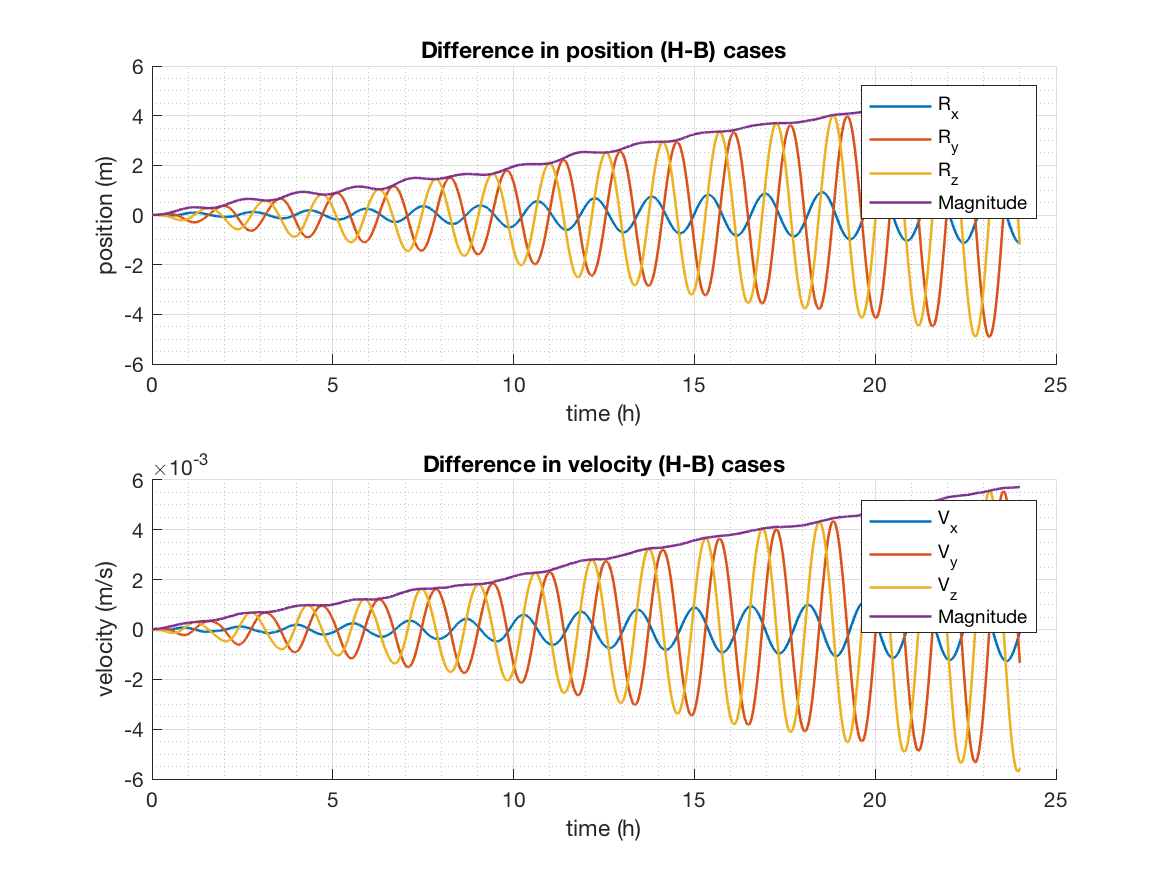 Difference in position (H-B) cases
6
4
2
0
-2
-4
-6
position (m)
0 5 10 15 20 25
time (h)
R_x
R_y
R_z
Magnitude
Difference in velocity (H-B) cases
×10^-3
6
4
2
0
-2
-4
-6
velocity (m/s)
0 5 10 15 20 25
time (h)
V_x
V_y
V_z
Magnitude